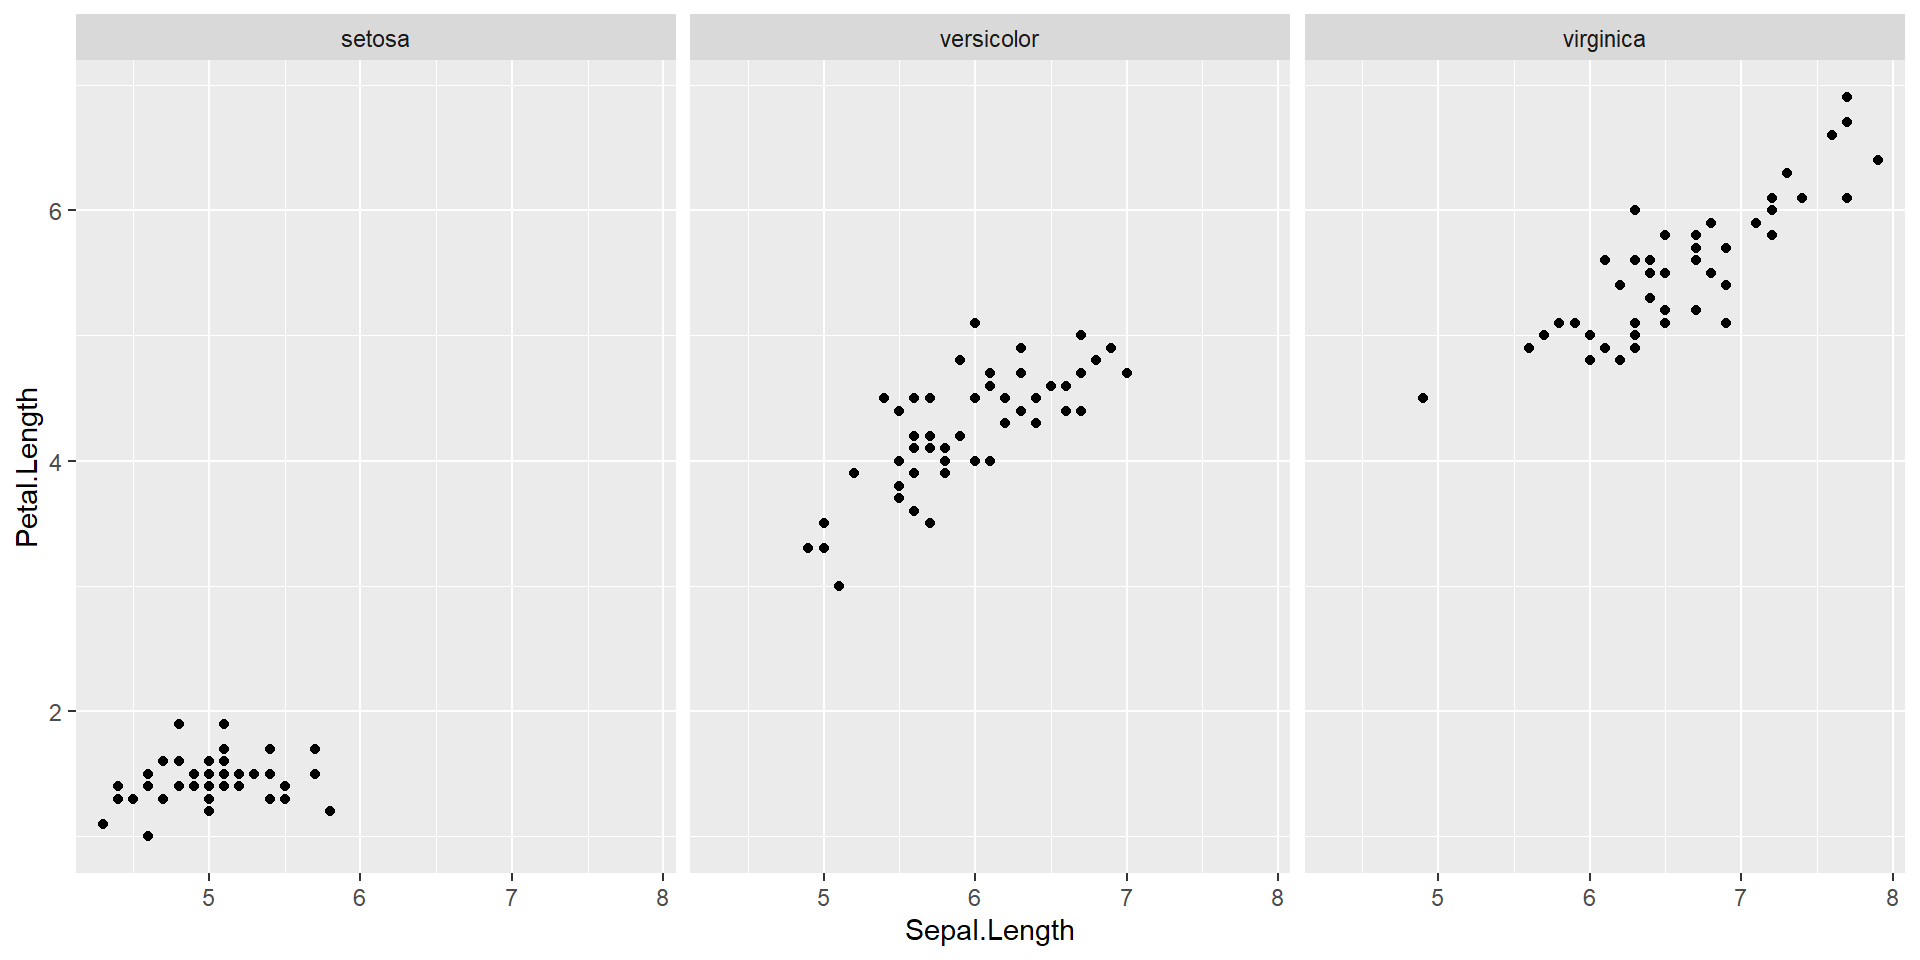 setosa
versicolor
virginica
Petal.Length
6
4
2
5 6 7 8
5 6 7 8
5 6 7 8
Sepal.Length